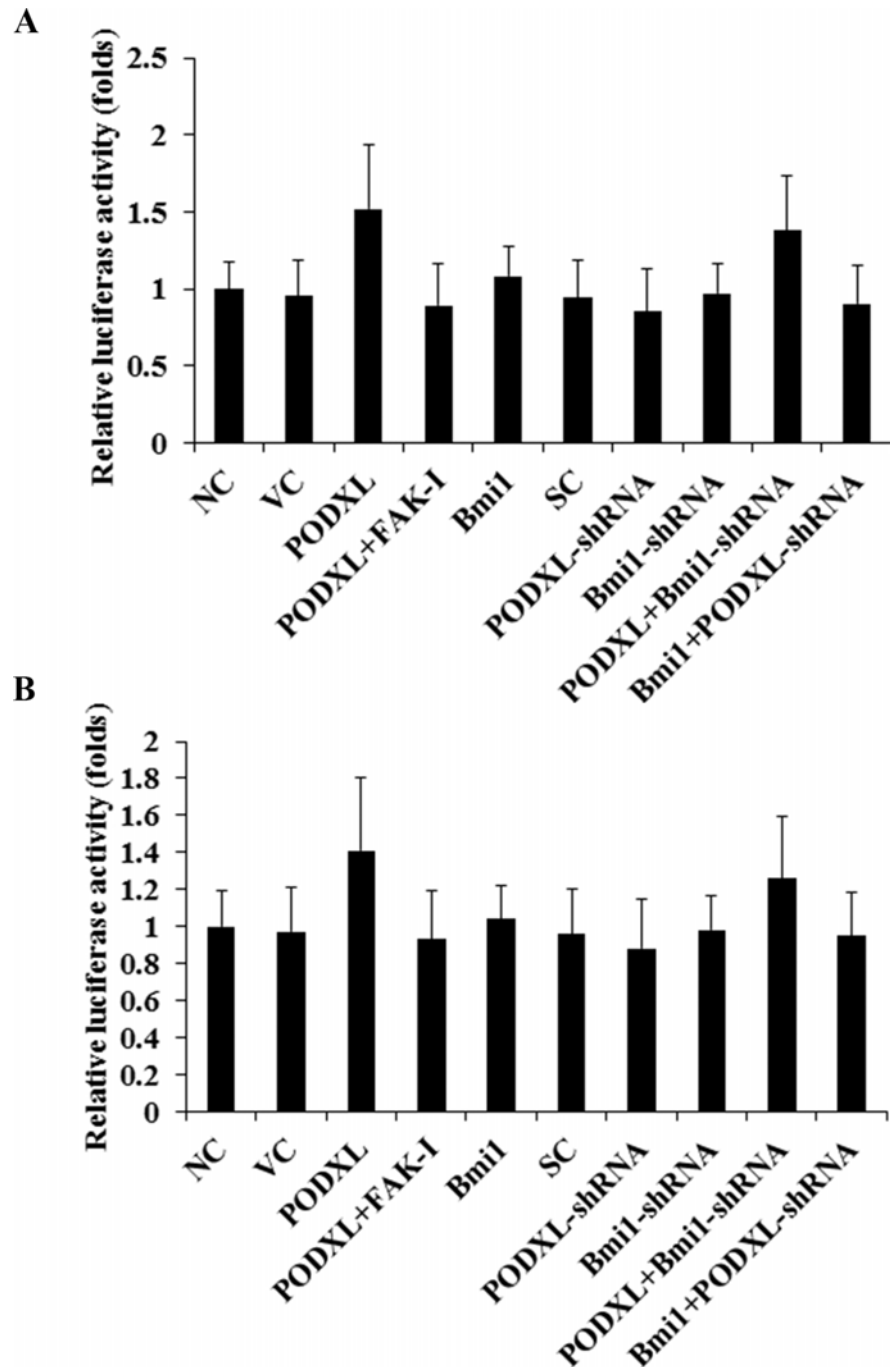 A
Relative luciferase activity (folds)
2.5
2
1.5
1
0.5
0
NC
VC
PODXL
PODXL+FAK-I
Bmi1
SC
PODXL-shRNA
Bmi1-shRNA
PODXL+Bmi1-shRNA
Bmi1+PODXL-shRNA
B
Relative luciferase activity (folds)
2
1.8
1.6
1.4
1.2
1
0.8
0.6
0.4
0.2
0
NC
VC
PODXL
PODXL+FAK-I
Bmi1
SC
PODXL-shRNA
Bmi1-shRNA
PODXL+Bmi1-shRNA
Bmi1+PODXL-shRNA